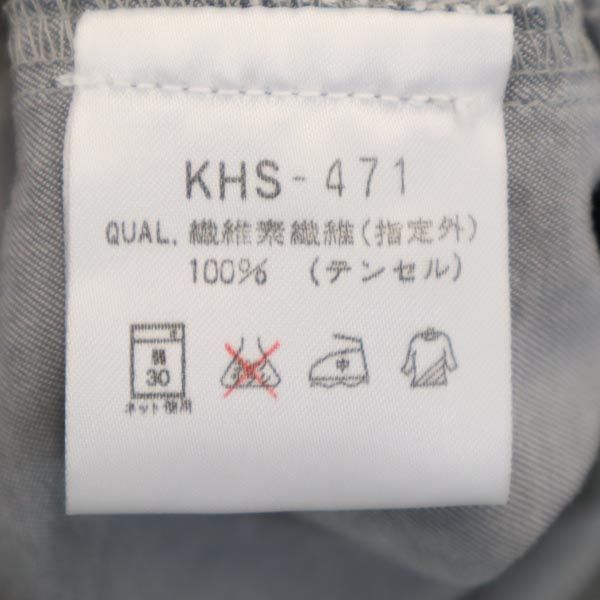 KHS-471
QUAL. 繊維素繊維(指定外)
100% (テンセル)
弱
30
中
ネット使用